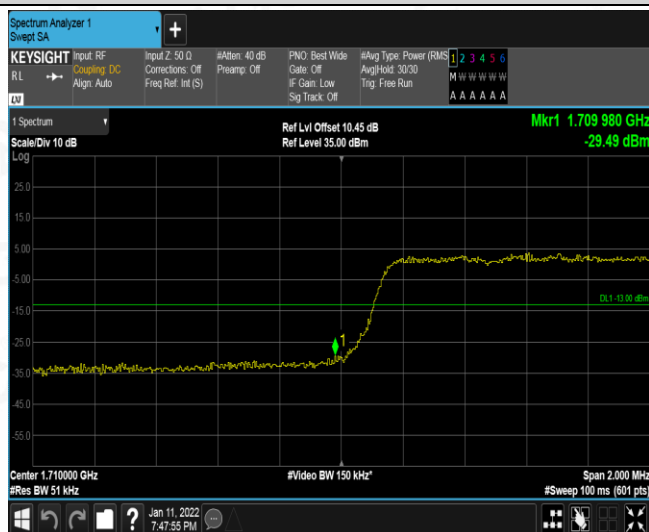 Spectrum Analyzer 1
Swept SA
+
KEYSIGHT
RL
LXI
Input: RF
Coupling: DC
Align: Auto
Input Z: 50 Ω
Corrections: Off
Freq Ref: Int (S)
#Atten: 40 dB
Preamp: Off
PNO: Best Wide
Gate: Off
IF Gain: Low
Sig Track: Off
#Avg Type: Power (RMS
Avg|Hold: 30/30
Trig: Free Run
1 2 3 4 5 6
M W W W W W
A A A A A A
1 Spectrum
Scale/Div 10 dB
Log
Ref Lvl Offset 10.45 dB
Ref Level 35.00 dBm
Mkr1 1.709 980 GHz
-29.49 dBm
25.0
15.0
5.00
-5.00
DL1 -13.00 dBm
-15.0
-25.0
1
-35.0
-45.0
-55.0
Center 1.710000 GHz
#Res BW 51 kHz
#Video BW 150 kHz*
Span 2.000 MHz
#Sweep 100 ms (601 pts)
?
Jan 11, 2022
7:47:55 PM